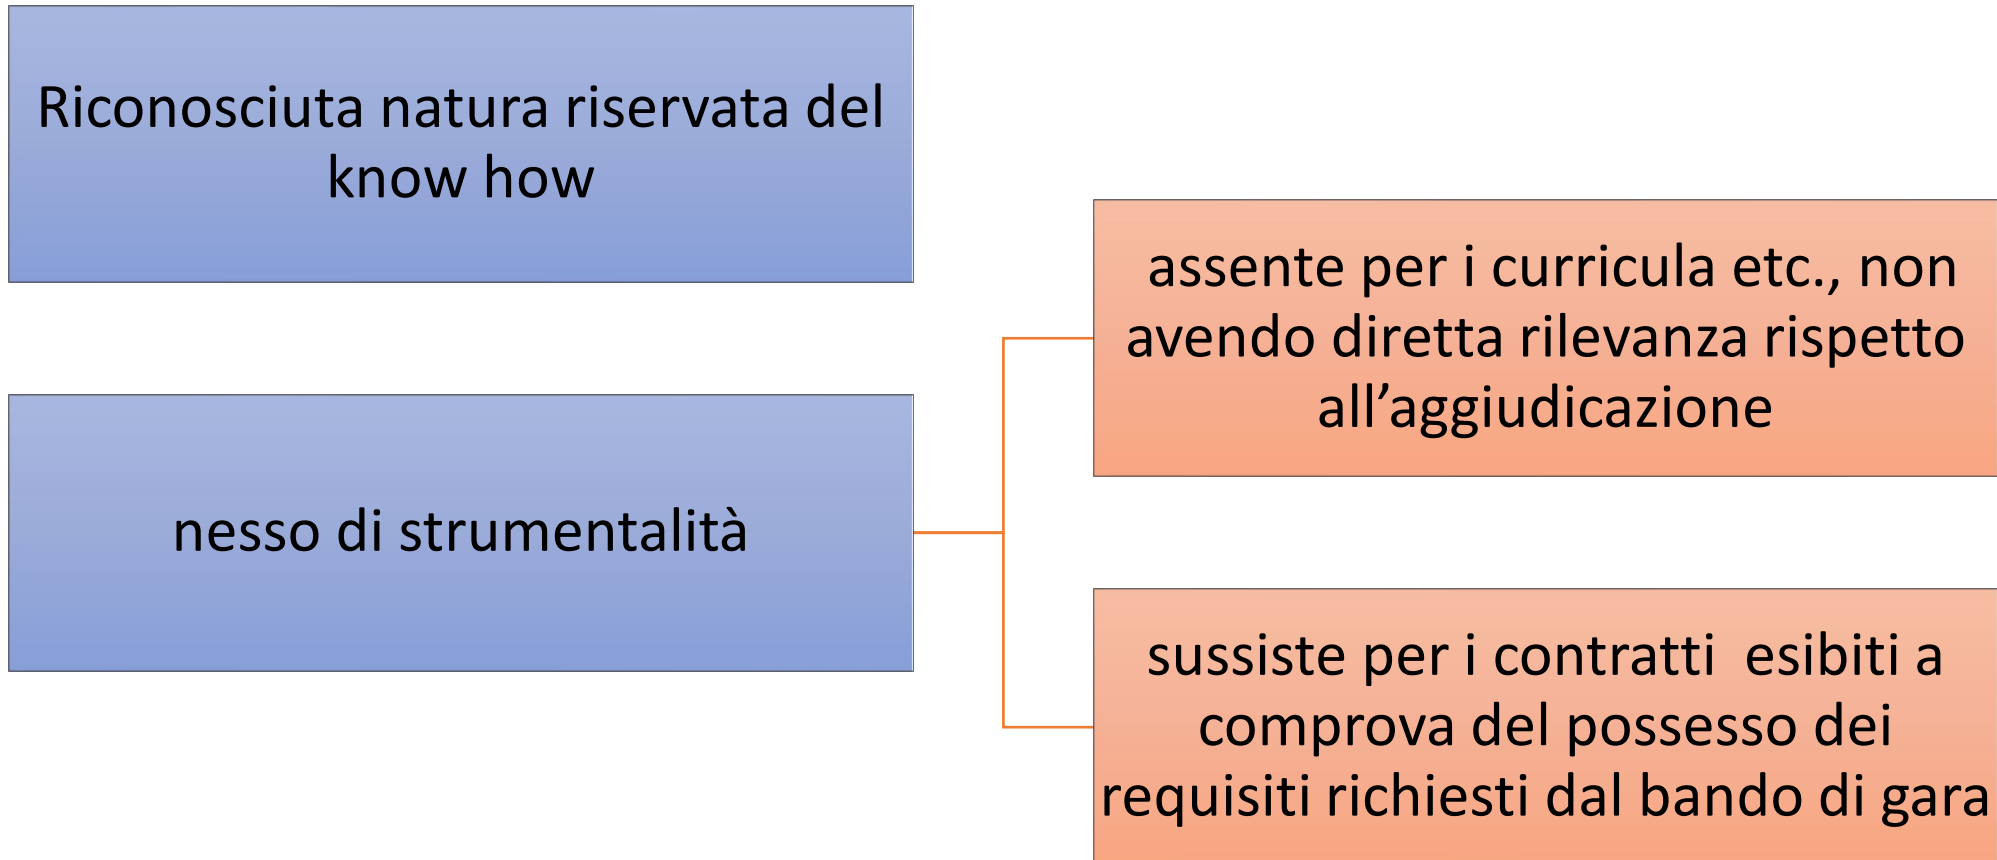 Riconosciuta natura riservata del
know how
nesso di strumentalità
assente per i curricula etc., non
avendo diretta rilevanza rispetto
all’aggiudicazione
sussiste per i contratti  esibiti a
comprova del possesso dei
requisiti richiesti dal bando di gara